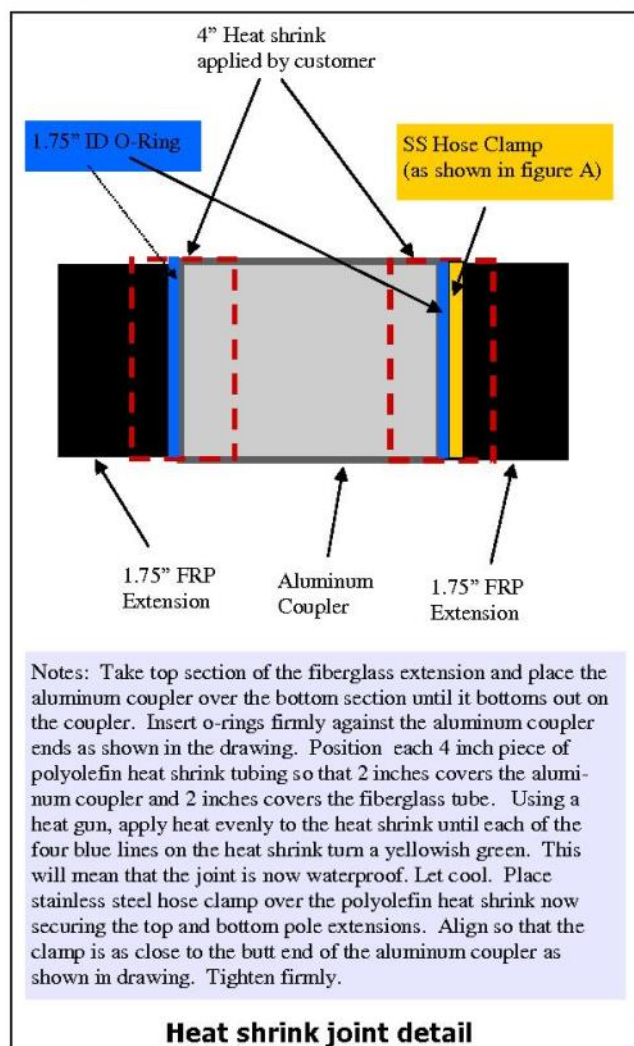 4” Heat shrink
applied by customer
1.75” ID O-Ring
SS Hose Clamp
(as shown in figure A)
1.75” FRP
Extension
Aluminum
Coupler
1.75” FRP
Extension
Notes:  Take top section of the fiberglass extension and place the
aluminum coupler over the bottom section until it bottoms out on
the coupler.  Insert o-rings firmly against the aluminum coupler
ends as shown in the drawing.  Position  each 4 inch piece of
polyolefin heat shrink tubing so that 2 inches covers the alumi-
num coupler and 2 inches covers the fiberglass tube.   Using a
heat gun, apply heat evenly to the heat shrink until each of the
four blue lines on the heat shrink turn a yellowish green.  This
will mean that the joint is now waterproof. Let cool.  Place
stainless steel hose clamp over the polyolefin heat shrink now
securing the top and bottom pole extensions.  Align so that the
clamp is as close to the butt end of the aluminum coupler as
shown in drawing.  Tighten firmly.
Heat shrink joint detail